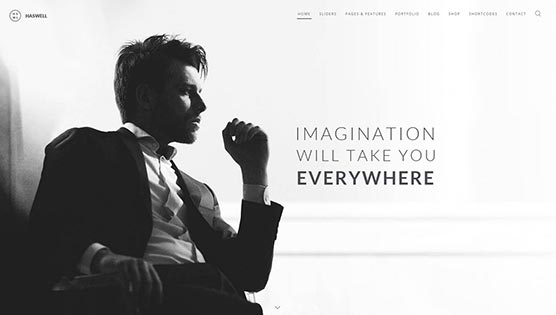 HASWELL
HOME SLIDERS PAGES & FEATURES PORTFOLIO BLOG SHOP SHORTCODES CONTACT
IMAGINATION
WILL TAKE YOU
EVERYWHERE